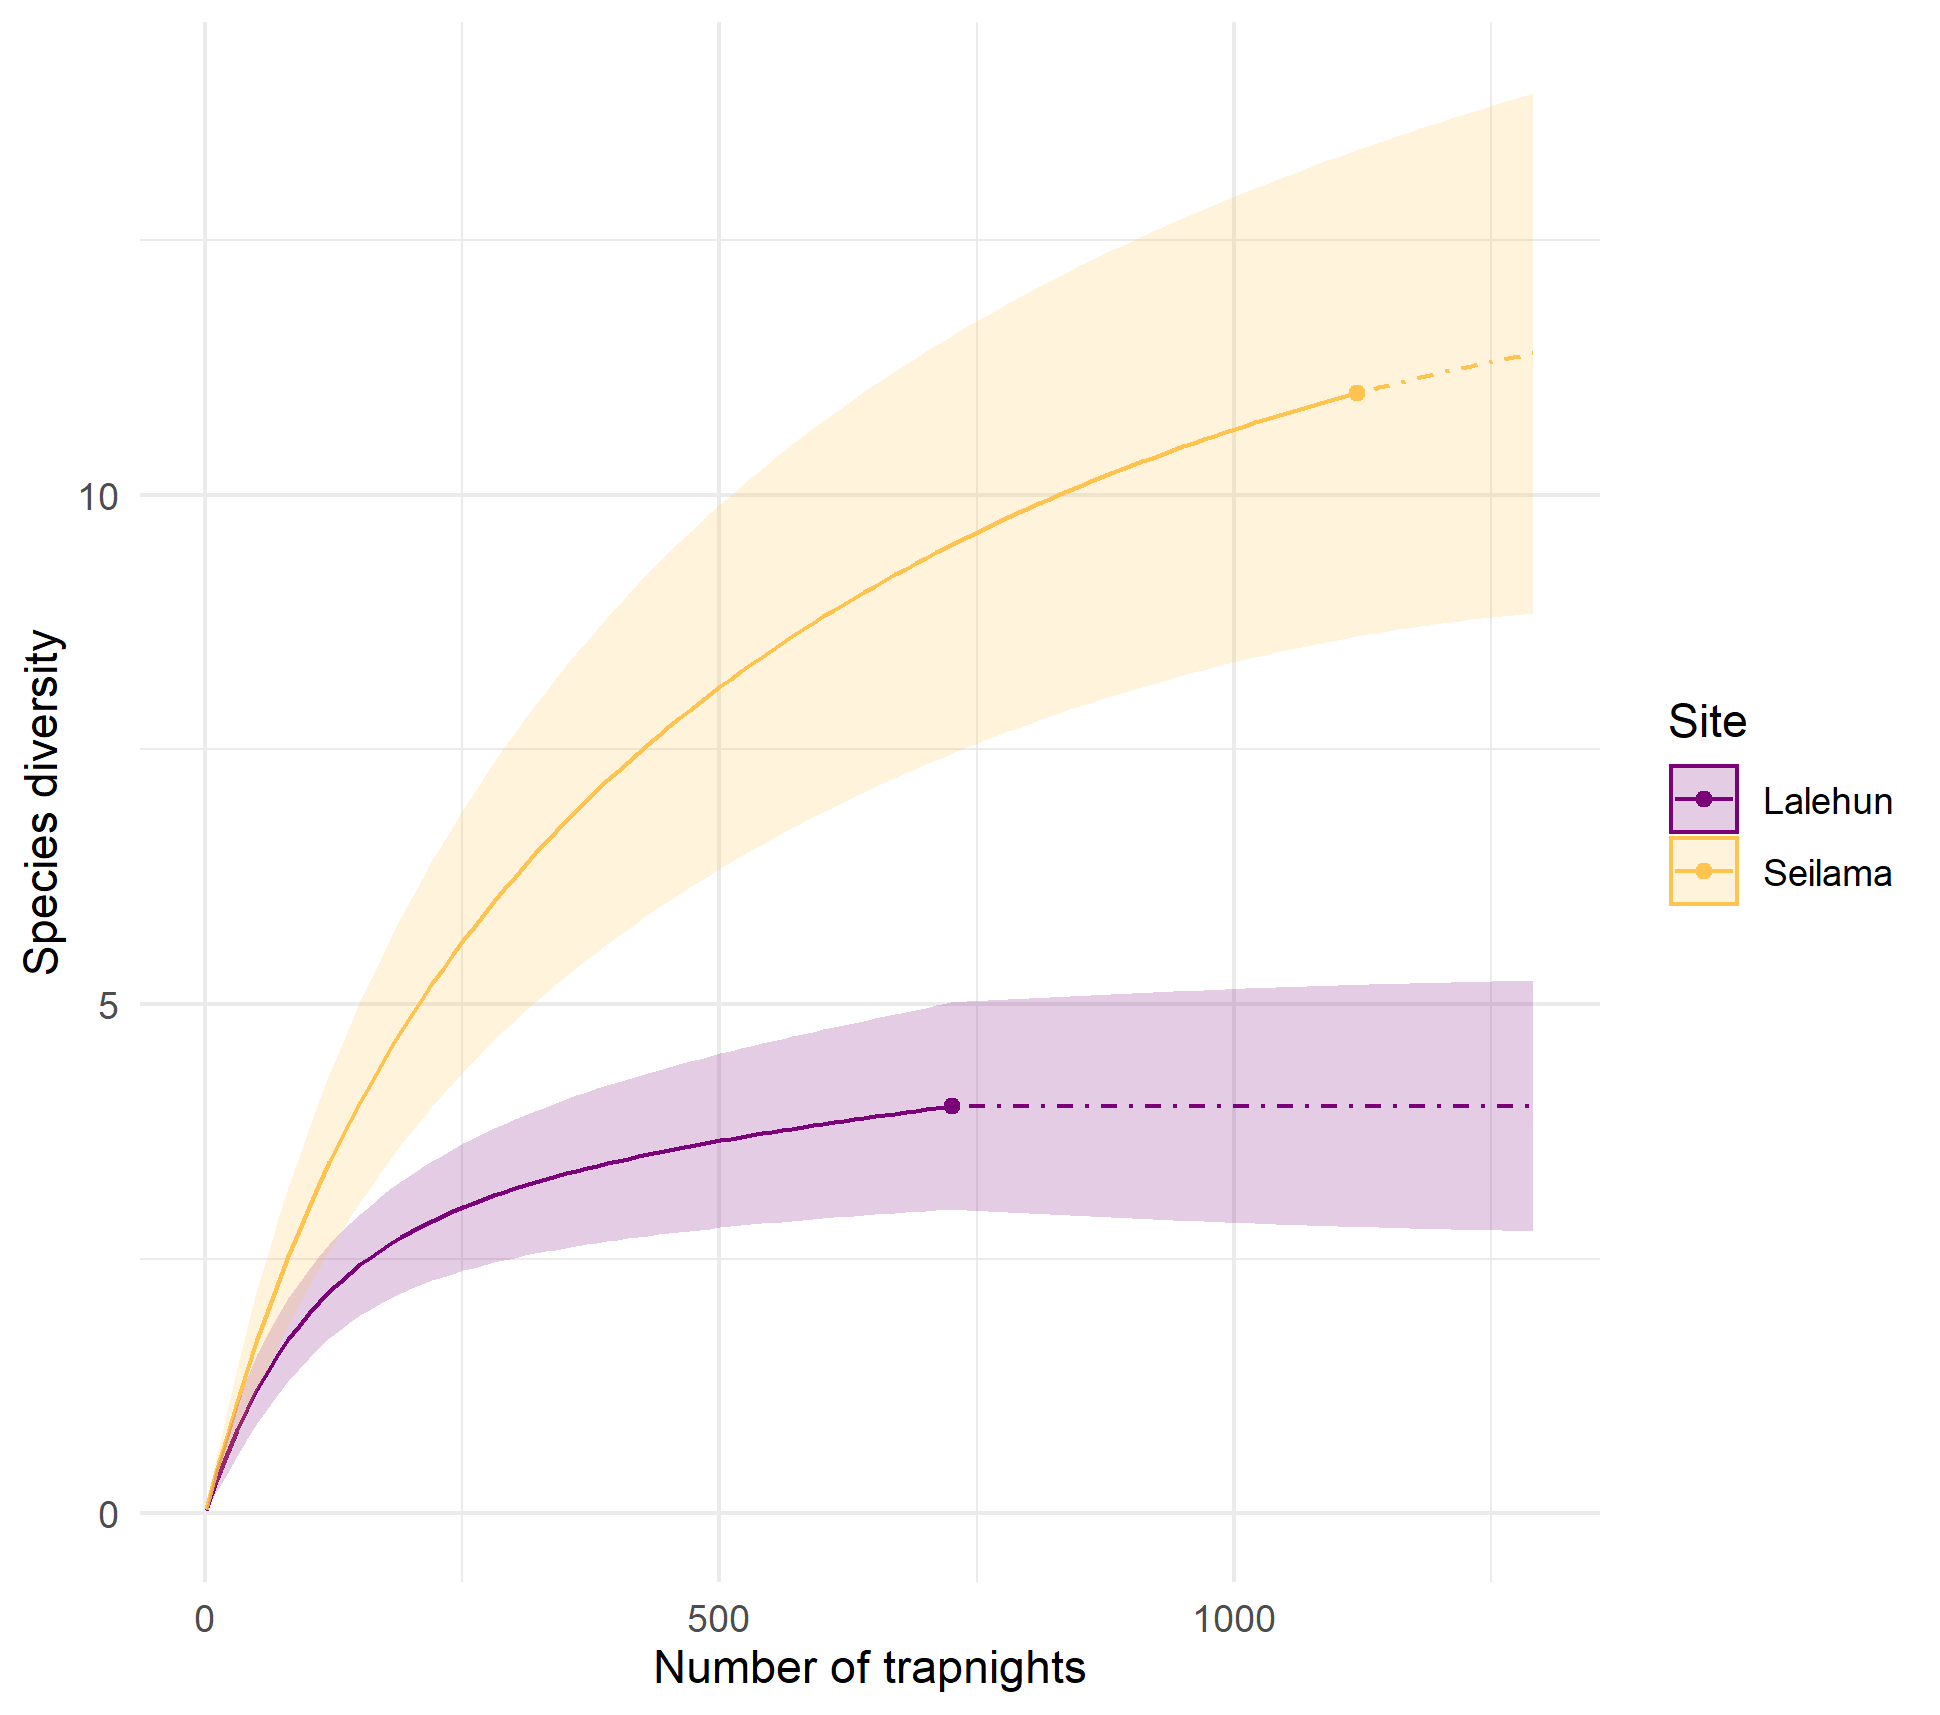 10
5
0
0
500
1000
Number of trapnights
Species diversity
Site
Lalehun
Seilama